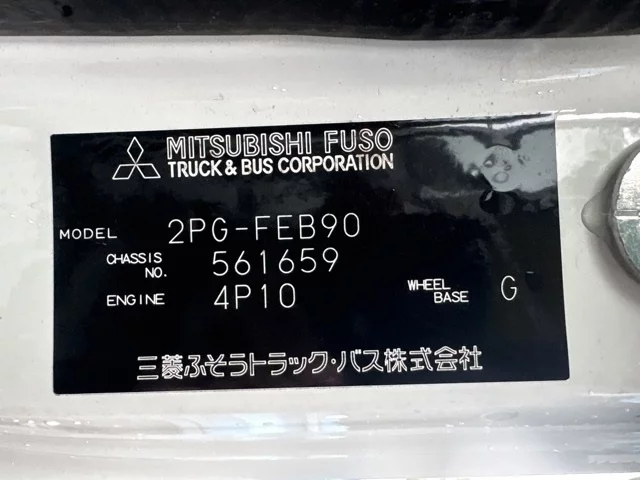 MITSUBISHI FUSO
TRUCK & BUS CORPORATION
MODEL 2PG-FEB90
CHASSIS NO. 561659
ENGINE 4P10 WHEEL BASE G
三菱ふそうトラック・バス株式会社